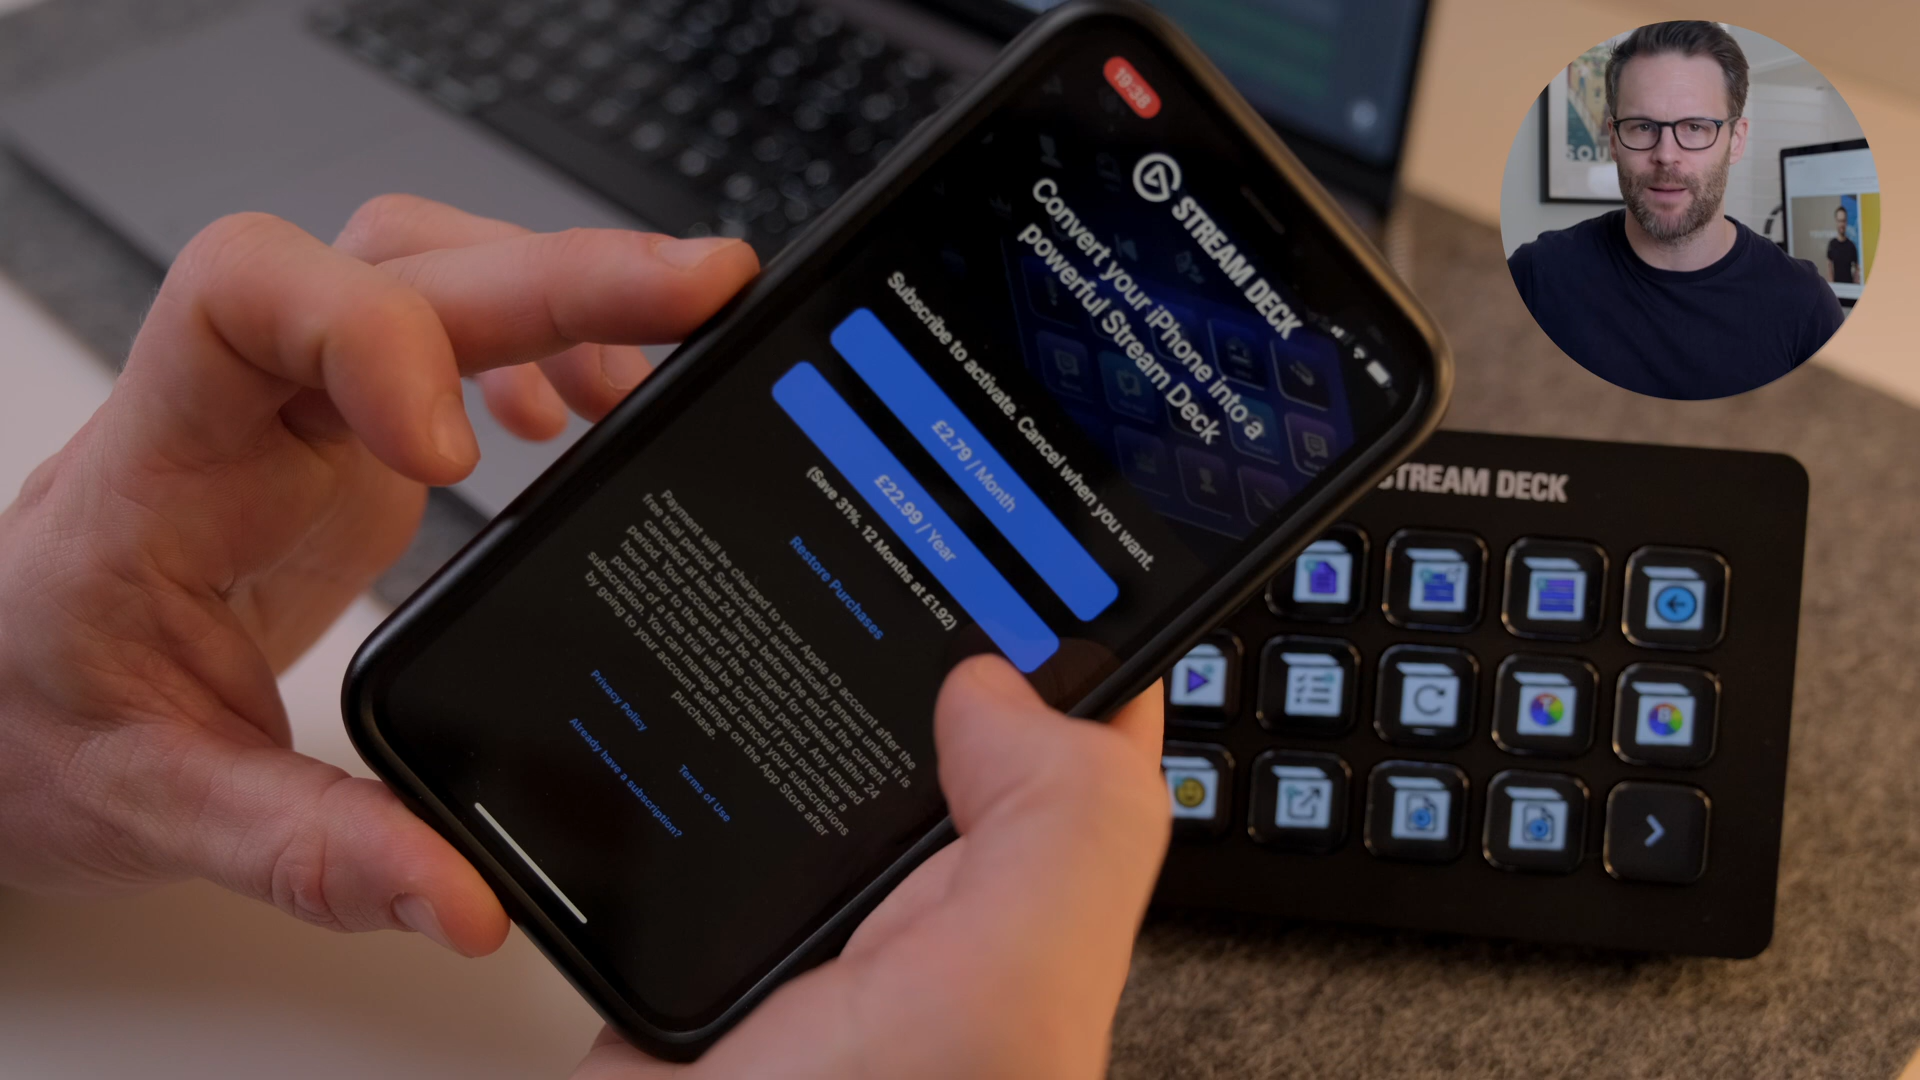 19:38
STREAM DECK
Convert your iPhone into a
powerful Stream Deck
Subscribe to activate. Cancel when you want.
£2.79 / Month
£22.99 / Year
(Save 31%. 12 Months at £1.92)
Restore Purchases
Payment will be charged to your Apple ID account after the
free trial period. Subscription automatically renews unless it is
canceled at least 24 hours before the end of the current
period. Your account will be charged for renewal within 24
hours prior to the end of the current period. Any unused
portion of a free trial will be forfeited if you purchase a
subscription. You can manage and cancel your subscriptions
by going to your account settings on the App Store after
purchase.
Privacy Policy
Terms of Use
Already have a subscription?
STREAM DECK
SOU